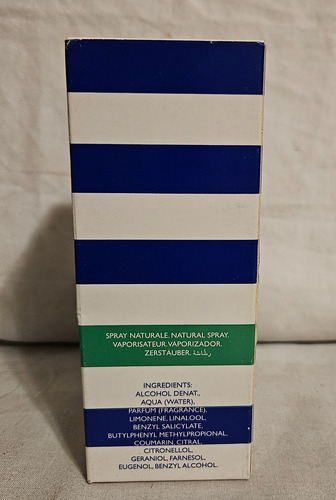 SPRAY NATURALE. NATURAL SPRAY.
VAPORISATEUR.VAPORIZADOR.
ZERSTÄUBER. رشاشة
INGREDIENTS:
ALCOHOL DENAT.,
AQUA (WATER),
PARFUM (FRAGRANCE),
LIMONENE, LINALOOL,
BENZYL SALICYLATE,
BUTYLPHENYL METHYLPROPIONAL,
COUMARIN, CITRAL,
CITRONELLOL,
GERANIOL, FARNESOL,
EUGENOL, BENZYL ALCOHOL.